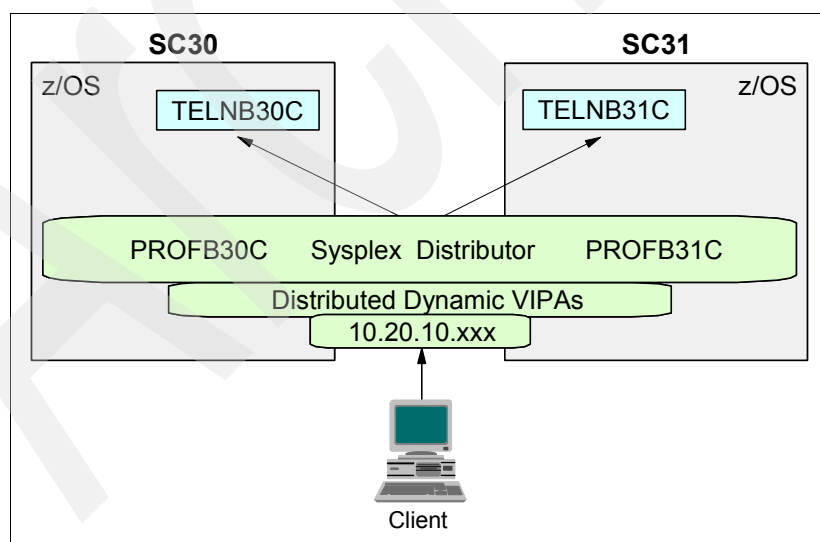 SC30 SC31
z/OS z/OS
TELNB30C TELNB31C
PROFB30C Sysplex Distributor PROFB31C
Distributed Dynamic VIPAs
10.20.10.xxx
Client